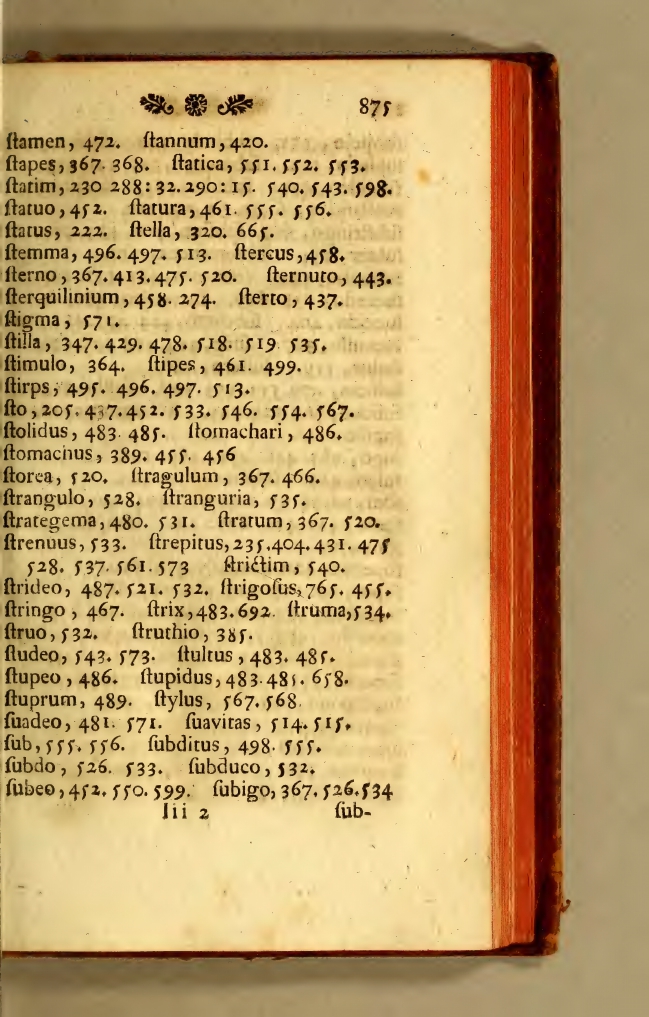 875
ſtamen, 472. ſtannum, 420.
ſtapes, 367. 368. ſtatica, 551. 552. 553.
ſtatim, 230 288: 32. 290: 15. 540. 543. 598.
ſtatuo, 452. ſtatura, 461. 555. 556.
ſtatus, 222. ſtella, 320. 665.
ſtemma, 496. 497. 513. ſtercus, 458.
ſterno, 367. 413. 475. 520. ſternuto, 443.
ſterquilinium, 458. 274. ſterto, 437.
ſtigma, 571.
ſtilla, 347. 429. 478. 518. 519 535.
ſtimulo, 364. ſtipes, 461. 499.
ſtirps, 495. 496. 497. 513.
ſto, 205. 437. 452. 533. 546. 554. 567.
ſtolidus, 483. 485. ſtomachari, 486.
ſtomachus, 389. 455. 456
ſtorea, 520. ſtragulum, 367. 466.
ſtrangulo, 528. ſtranguria, 535.
ſtrategema, 480. 531. ſtratum, 367. 520.
ſtrenuus, 533. ſtrepitus, 235. 404. 431. 475
528. 537. 561. 573 ſtrictim, 540.
ſtrideo, 487. 521. 532. ſtrigoſus, 765. 455.
ſtringo, 467. ſtrix, 483. 692. ſtruma, 534.
ſtruo, 532. ſtruthio, 385.
ſtudeo, 543. 573. ſtultus, 483. 485.
ſtupeo, 486. ſtupidus, 483. 485. 658.
ſtuprum, 489. ſtylus, 567. 568.
ſuadeo, 481. 571. ſuavitas, 514. 515.
ſub, 555. 556. ſubditus, 498. 555.
ſubdo, 526. 533. ſubduco, 532.
ſubeo, 452. 550. 599. ſubigo, 367. 526. 534
Iii 2 ſub-